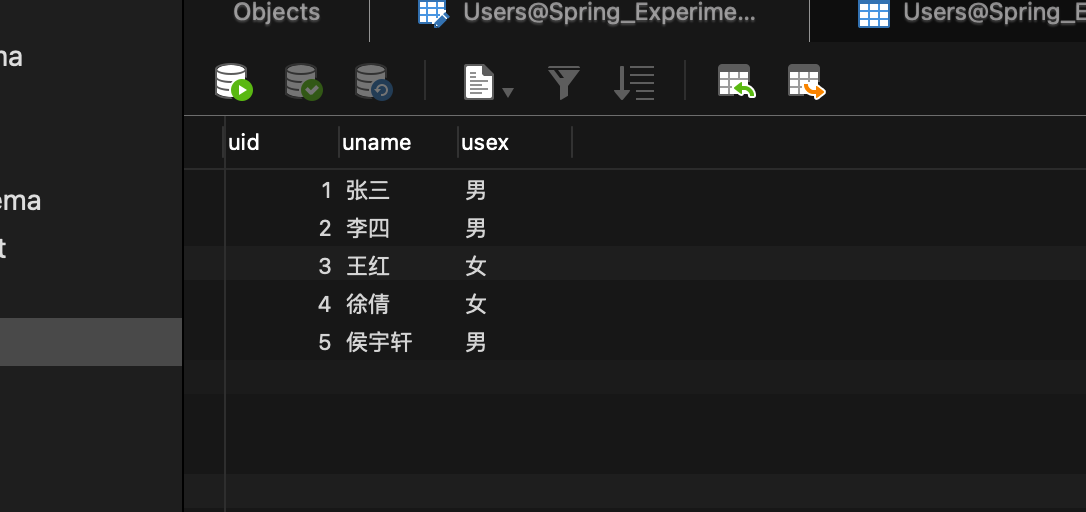 Objects
Users@Spring_Experime...
Users@Spring_E
ma
ema
t
uid uname usex
1 张三 男
2 李四 男
3 王红 女
4 徐倩 女
5 侯宇轩 男